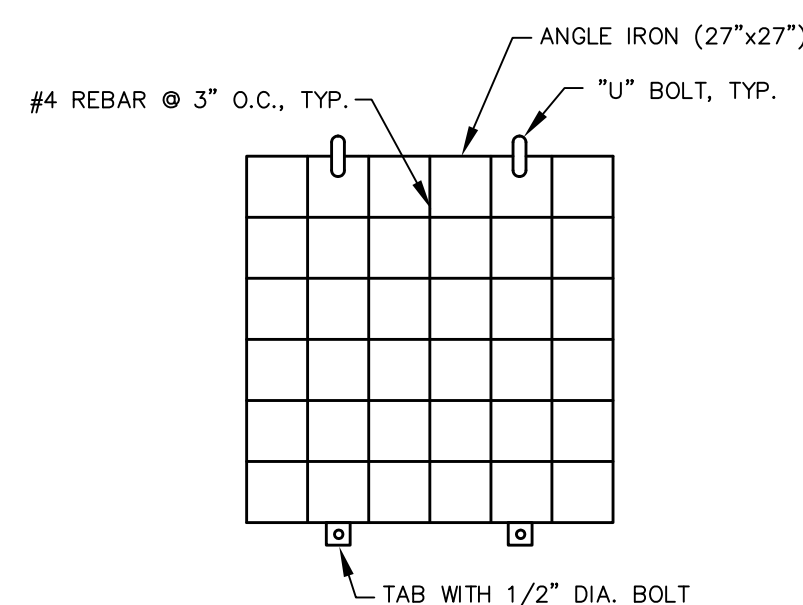 ANGLE IRON (27”x27”)
”U” BOLT, TYP.
#4 REBAR @ 3” O.C., TYP.
TAB WITH 1/2” DIA. BOLT